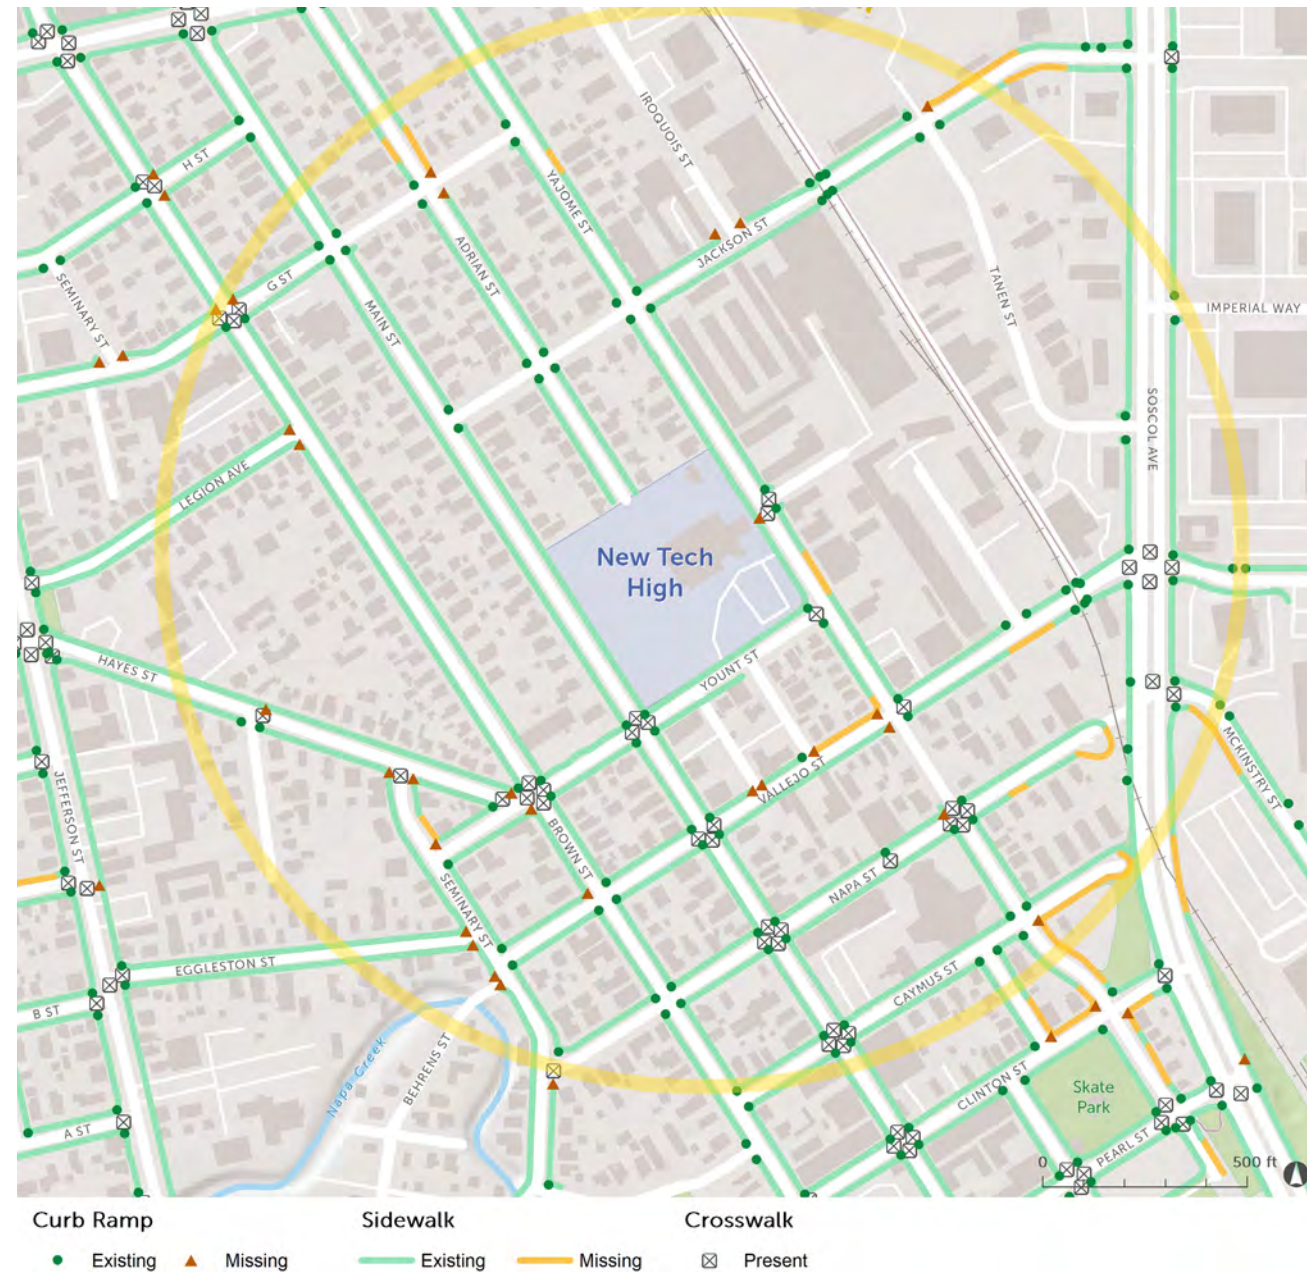 IROQUOIS ST
H ST
YAJOME ST
JACKSON ST
ADRIAN ST
SEMINARY ST
G ST
MAIN ST
TANEN ST
IMPERIAL WAY
SOSCOL AVE
LEGION AVE
New Tech
High
HAYES ST
YOUNT ST
MCKINSTRY ST
VALLEJO ST
JEFFERSON ST
BROWN ST
SEMINARY ST
NAPA ST
EGGLESTON ST
CAYMUS ST
B ST
Napa Creek
BEHRENS ST
CLINTON ST
Skate
Park
A ST
PEARL ST
0 500 ft
Curb Ramp Sidewalk Crosswalk
Existing Missing Existing Missing Present